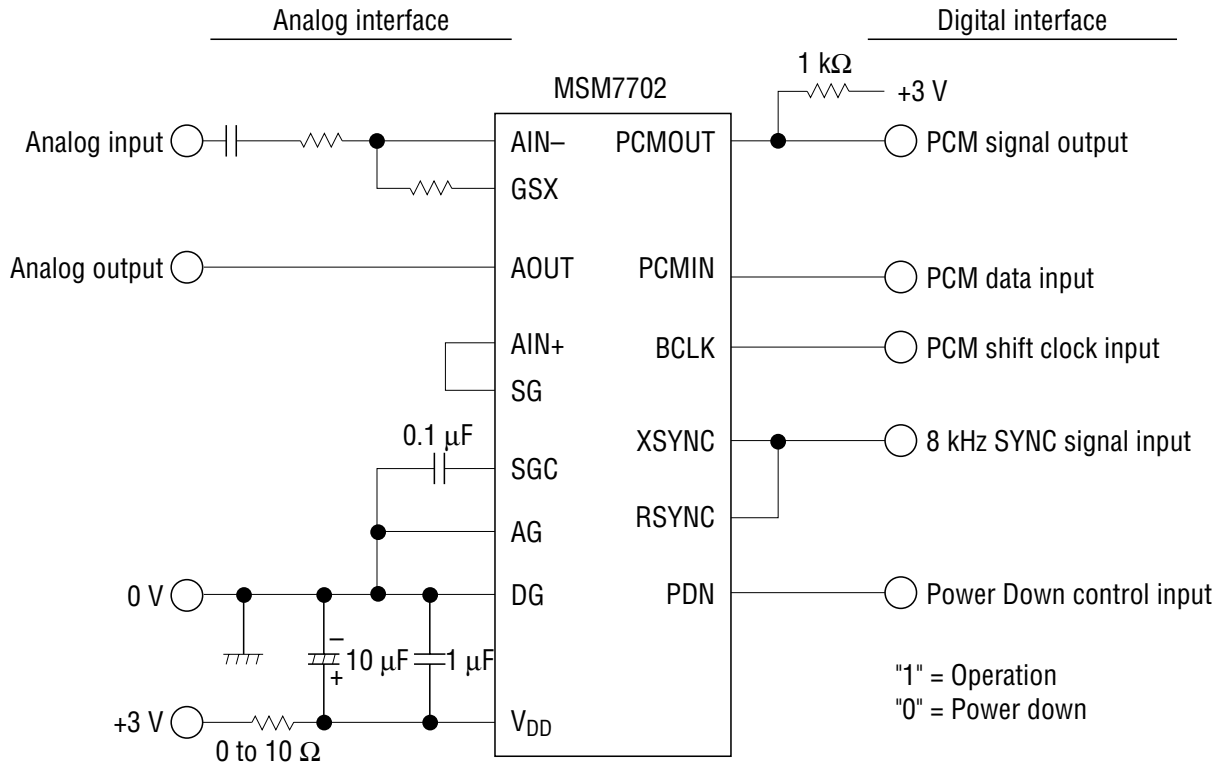 Analog interface
Digital interface
1 kΩ
+3 V
MSM7702
Analog input
AIN–
PCMOUT
PCM signal output
GSX
Analog output
AOUT
PCMIN
PCM data input
AIN+
BCLK
PCM shift clock input
SG
0.1 μF
SGC
XSYNC
8 kHz SYNC signal input
AG
RSYNC
0 V
DG
PDN
Power Down control input
–
10 μF
+
1 μF
"1" = Operation
"0" = Power down
+3 V
0 to 10 Ω
VDD